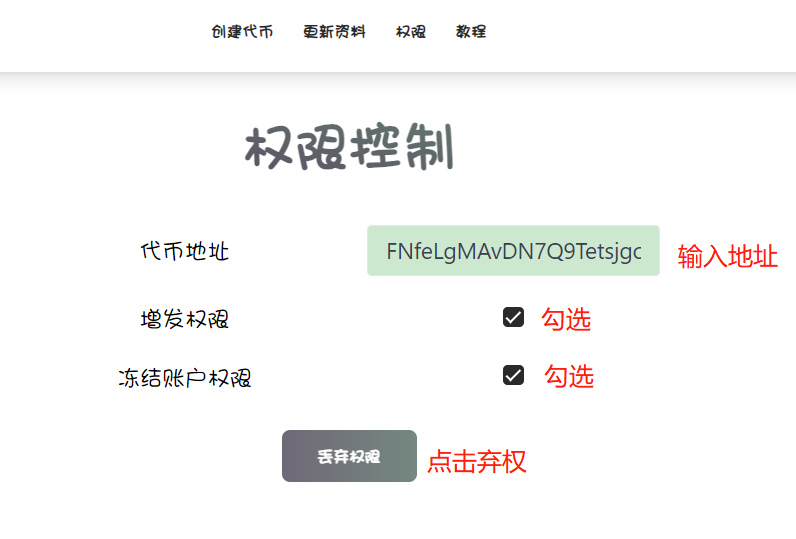 创建代币 更新资料 权限 教程
权限控制
代币地址 FNfeLgMAvDN7Q9Tetsjgc 输入地址
增发权限 勾选
冻结账户权限 勾选
丢弃权限 点击弃权